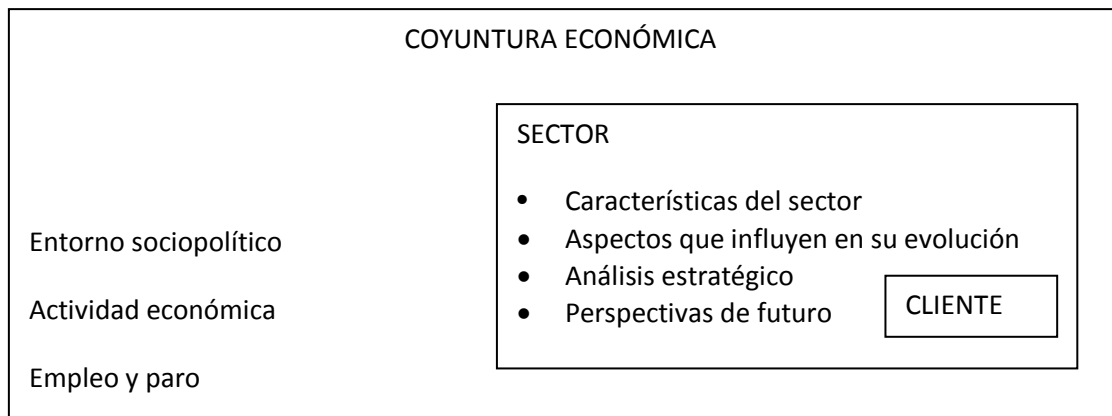 COYUNTURA ECONÓMICA
SECTOR
• Características del sector
• Aspectos que influyen en su evolución
• Análisis estratégico
• Perspectivas de futuro
CLIENTE
Entorno sociopolítico
Actividad económica
Empleo y paro